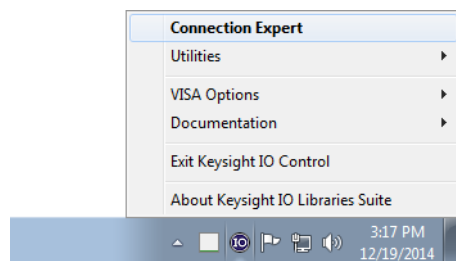 Connection Expert
Utilities
VISA Options
Documentation
Exit Keysight IO Control
About Keysight IO Libraries Suite
IO
3:17 PM
12/19/2014